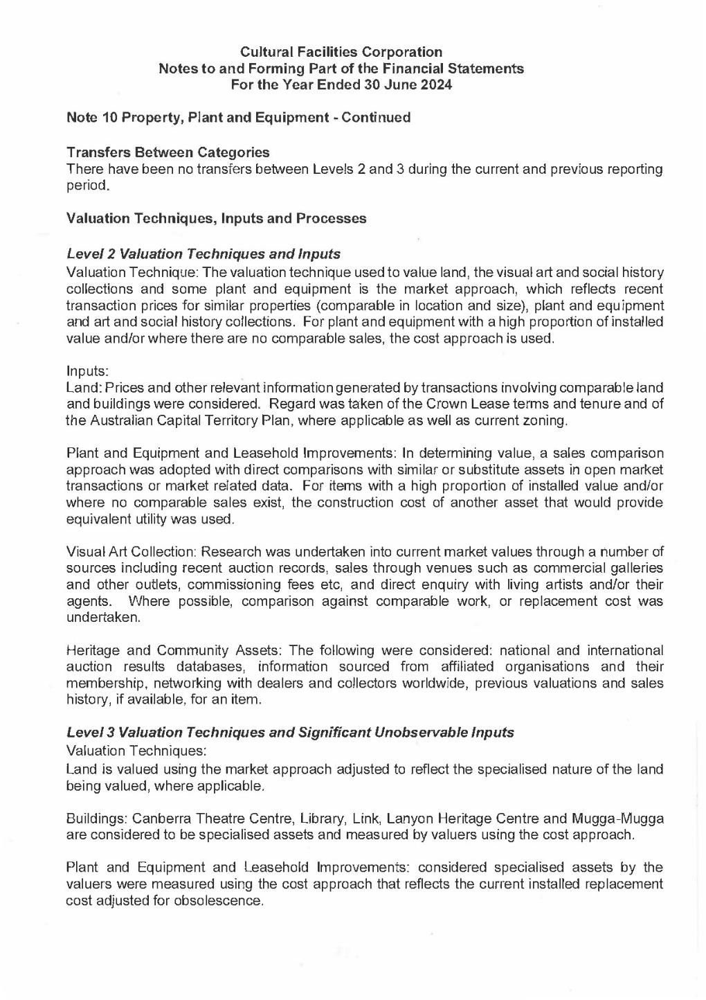 Cultural Facilities Corporation
Notes to and Forming Part of the Financial Statements
For the Year Ended 30 June 2024
Note 10 Property, Plant and Equipment - Continued
Transfers Between Categories
There have been no transfers between Levels 2 and 3 during the current and previous reporting
period.
Valuation Techniques, Inputs and Processes
Level 2 Valuation Techniques and Inputs
Valuation Technique: The valuation technique used to value land, the visual art and social history
collections and some plant and equipment is the market approach, which reflects recent
transaction prices for similar properties (comparable in location and size), plant and equipment
and art and social history collections. For plant and equipment with a high proportion of installed
value and/or where there are no comparable sales, the cost approach is used.
Inputs:
Land: Prices and other relevant information generated by transactions involving comparable land
and buildings were considered. Regard was taken of the Crown Lease terms and tenure and of
the Australian Capital Territory Plan, where applicable as well as current zoning.
Plant and Equipment and Leasehold Improvements: In determining value, a sales comparison
approach was adopted with direct comparisons with similar or substitute assets in open market
transactions or market related data. For items with a high proportion of installed value and/or
where no comparable sales exist, the construction cost of another asset that would provide
equivalent utility was used.
Visual Art Collection: Research was undertaken into current market values through a number of
sources including recent auction records, sales through venues such as commercial galleries
and other outlets, commissioning fees etc, and direct enquiry with living artists and/or their
agents. Where possible, comparison against comparable work, or replacement cost was
undertaken.
Heritage and Community Assets: The following were considered: national and international
auction results databases, information sourced from affiliated organisations and their
membership, networking with dealers and collectors worldwide, previous valuations and sales
history, if available, for an item.
Level 3 Valuation Techniques and Significant Unobservable Inputs
Valuation Techniques:
Land is valued using the market approach adjusted to reflect the specialised nature of the land
being valued, where applicable.
Buildings: Canberra Theatre Centre, Library, Link, Lanyon Heritage Centre and Mugga-Mugga
are considered to be specialised assets and measured by valuers using the cost approach.
Plant and Equipment and Leasehold Improvements: considered specialised assets by the
valuers were measured using the cost approach that reflects the current installed replacement
cost adjusted for obsolescence.